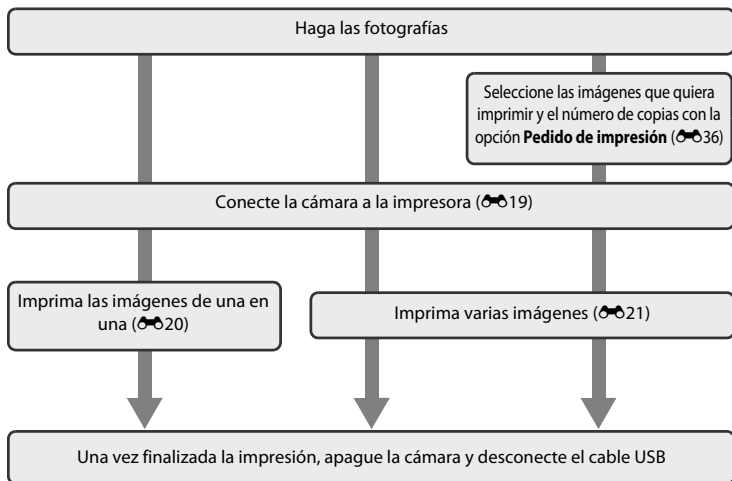 Haga las fotografías
Seleccione las imágenes que quiera
imprimir y el número de copias con la
opción Pedido de impresión (36)
Conecte la cámara a la impresora (19)
Imprima las imágenes de una en
una (20)
Imprima varias imágenes (21)
Una vez finalizada la impresión, apague la cámara y desconecte el cable USB